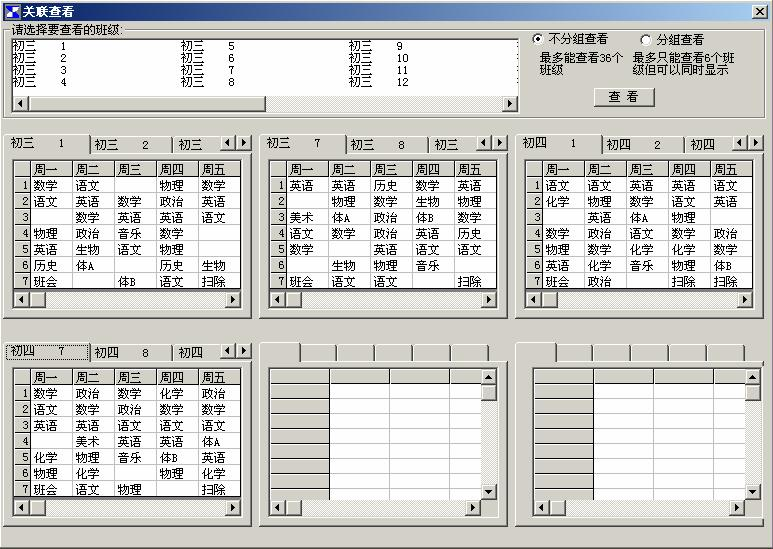 关联查看
请选择要查看的班级:
初三 1 初三 5 初三 9
初三 2 初三 6 初三 10
初三 3 初三 7 初三 11
初三 4 初三 8 初三 12
不分组查看 分组查看
最多能查看36个班级
最多只能查看6个班级但可以同时显示
查 看
初三 1 初三 2 初三
周一 周二 周三 周四 周五
1 数学 语文 物理 数学
2 语文 英语 数学 政治 英语
3 数学 英语 英语 语文
4 物理 政治 音乐 数学
5 英语 生物 语文 物理
6 历史 体A 历史 生物
7 班会 体B 语文 扫除
初三 7 初三 8 初三
周一 周二 周三 周四 周五
1 英语 英语 历史 数学 英语
2 物理 数学 生物 物理
3 美术 体A 政治 体B 数学
4 语文 数学 政治 英语 历史
5 数学 英语 语文 语文
6 生物 物理 音乐
7 班会 语文 语文 扫除
初四 1 初四 2 初四
周一 周二 周三 周四 周五
1 语文 语文 英语 英语 语文
2 化学 物理 数学 语文 英语
3 英语 体A 物理
4 数学 政治 语文 数学 政治
5 物理 数学 化学 化学 数学
6 英语 化学 音乐 物理 体B
7 班会 政治 扫除 扫除
初四 7 初四 8 初四
周一 周二 周三 周四 周五
1 数学 政治 数学 化学 政治
2 语文 数学 政治 数学 数学
3 英语 英语 语文 语文 语文
4 美术 英语 英语 体A
5 化学 物理 音乐 体B 英语
6 物理 化学 物理 化学
7 班会 语文 物理 扫除